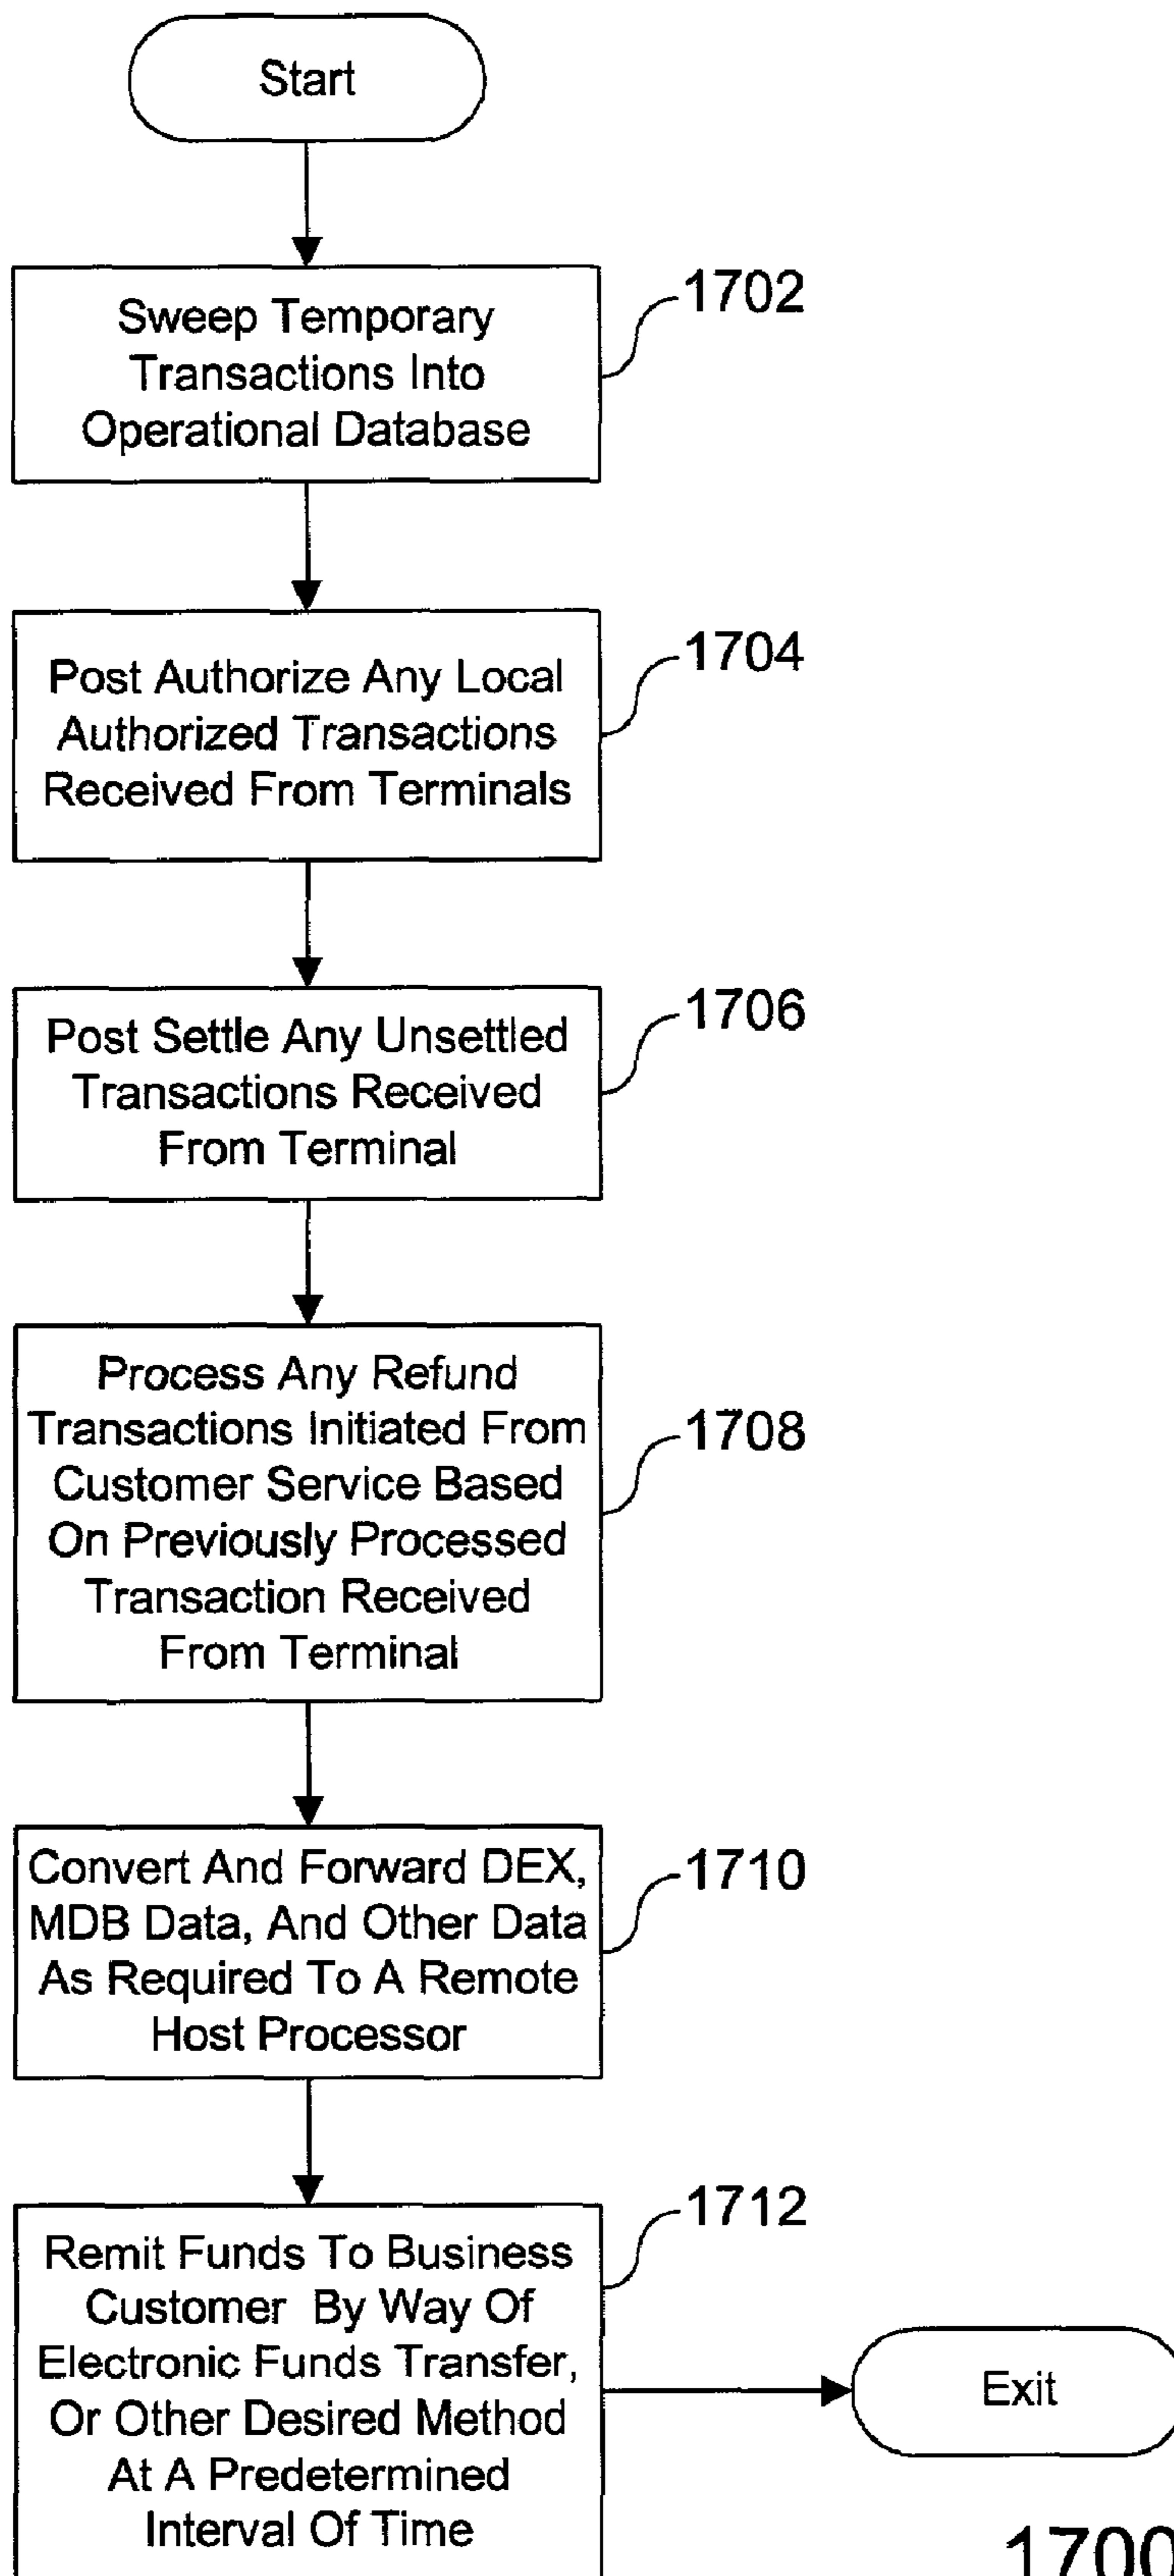 Start
Sweep Temporary
Transactions Into
Operational Database
1702
Post Authorize Any Local
Authorized Transactions
Received From Terminals
1704
Post Settle Any Unsettled
Transactions Received
From Terminal
1706
Process Any Refund
Transactions Initiated From
Customer Service Based
On Previously Processed
Transaction Received
From Terminal
1708
Convert And Forward DEX,
MDB Data, And Other Data
As Required To A Remote
Host Processor
1710
Remit Funds To Business
Customer By Way Of
Electronic Funds Transfer,
Or Other Desired Method
At A Predetermined
Interval Of Time
1712
Exit
1700